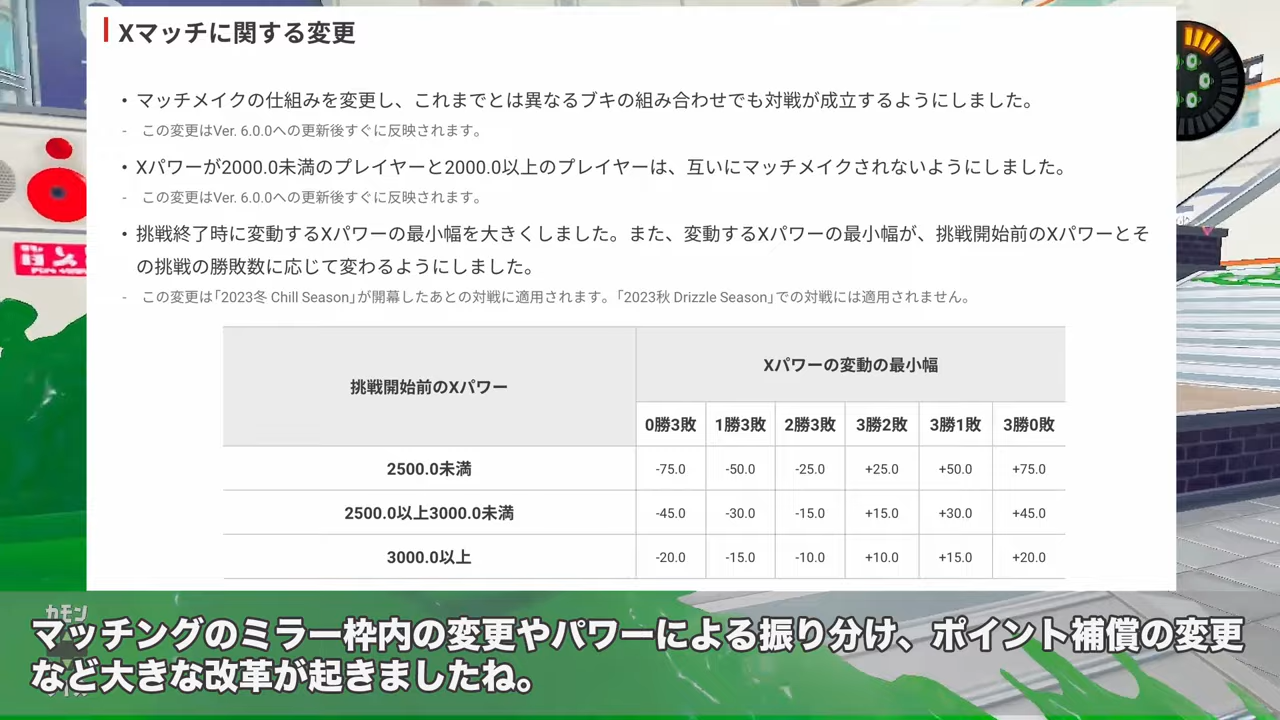 Xマッチに関する変更
・マッチメイクの仕組みを変更し、これまでとは異なるブキの組み合わせでも対戦が成立するようにしました。
- この変更はVer. 6.0.0への更新後すぐに反映されます。
・Xパワーが2000.0未満のプレイヤーと2000.0以上のプレイヤーは、互いにマッチメイクされないようにしました。
- この変更はVer. 6.0.0への更新後すぐに反映されます。
・挑戦終了時に変動するXパワーの最小幅を大きくしました。また、変動するXパワーの最小幅が、挑戦開始前のXパワーとそ
の挑戦の勝敗数に応じて変わるようにしました。
- この変更は「2023冬 Chill Season」が開幕したあとの対戦に適用されます。「2023秋 Drizzle Season」での対戦には適用されません。
挑戦開始前のXパワー Xパワーの変動の最小幅
0勝3敗 1勝3敗 2勝3敗 3勝2敗 3勝1敗 3勝0敗
2500.0未満 -75.0 -50.0 -25.0 +25.0 +50.0 +75.0
2500.0以上3000.0未満 -45.0 -30.0 -15.0 +15.0 +30.0 +45.0
3000.0以上 -20.0 -15.0 -10.0 +10.0 +15.0 +20.0
カモン
マッチングのミラー枠内の変更やパワーによる振り分け、ポイント補償の変更
など大きな改革が起きましたね。